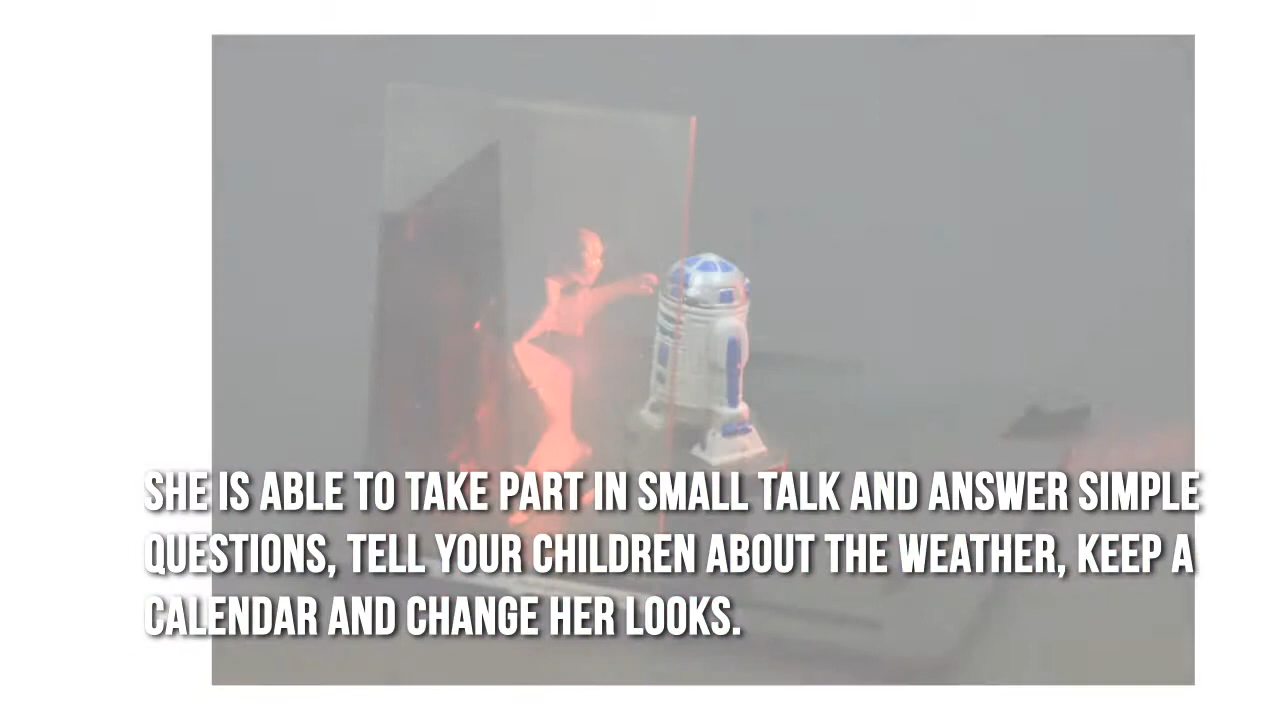 SHE IS ABLE TO TAKE PART IN SMALL TALK AND ANSWER SIMPLE
QUESTIONS, TELL YOUR CHILDREN ABOUT THE WEATHER, KEEP A
CALENDAR AND CHANGE HER LOOKS.